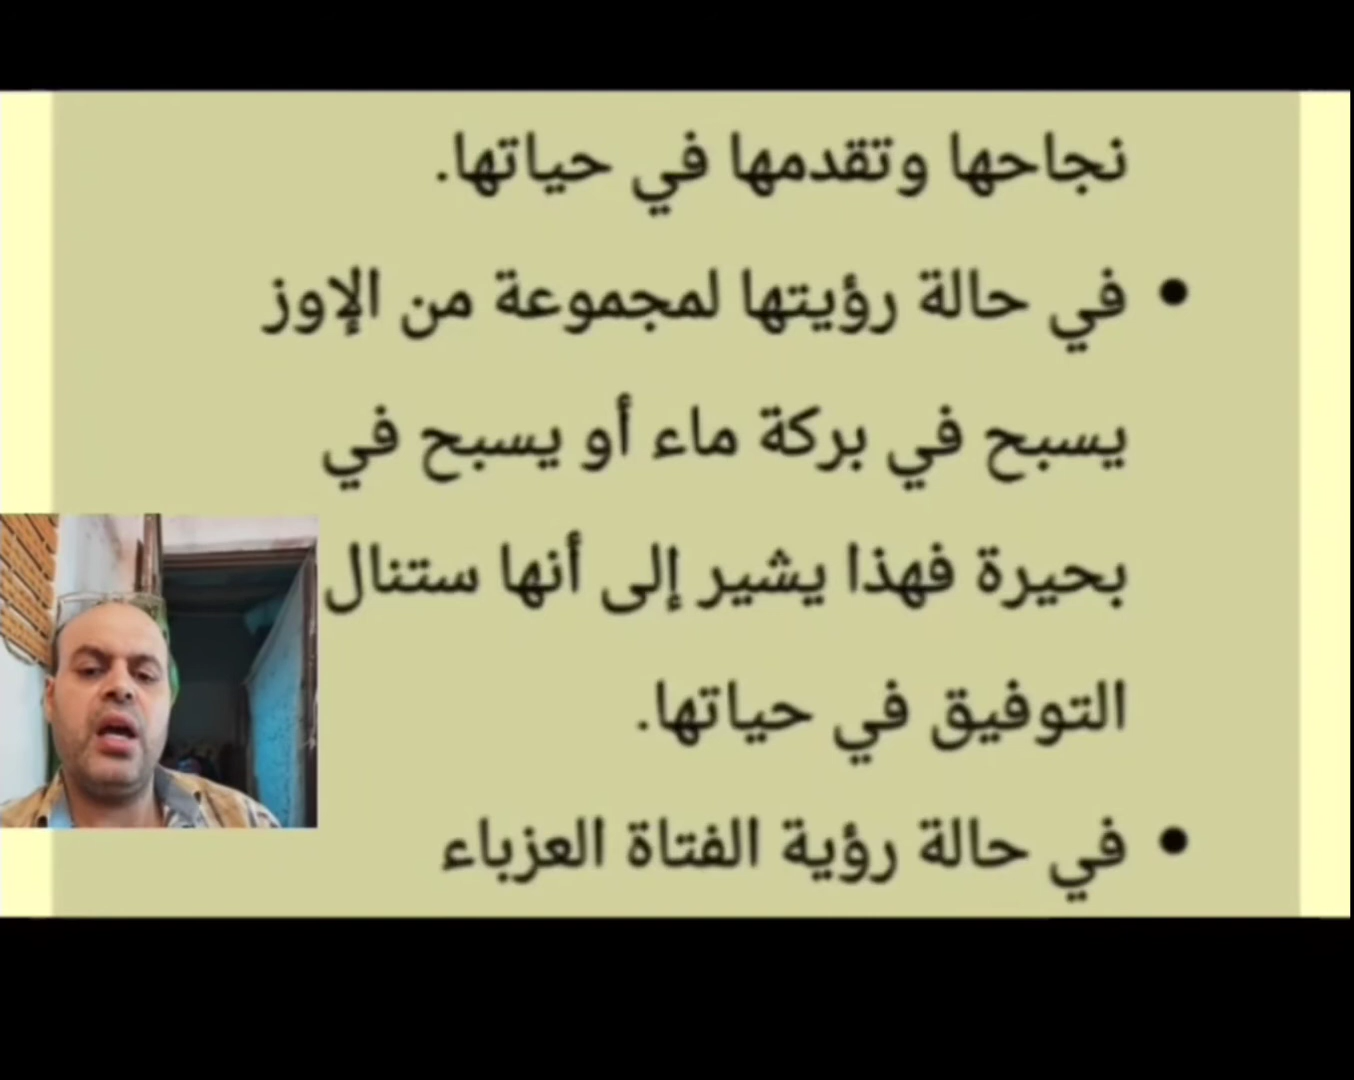 نجاحها وتقدمها في حياتها.
• في حالة رؤيتها لمجموعة من الإوز
يسبح في بركة ماء أو يسبح في
بحيرة فهذا يشير إلى أنها ستنال
التوفيق في حياتها.
• في حالة رؤية الفتاة العزباء